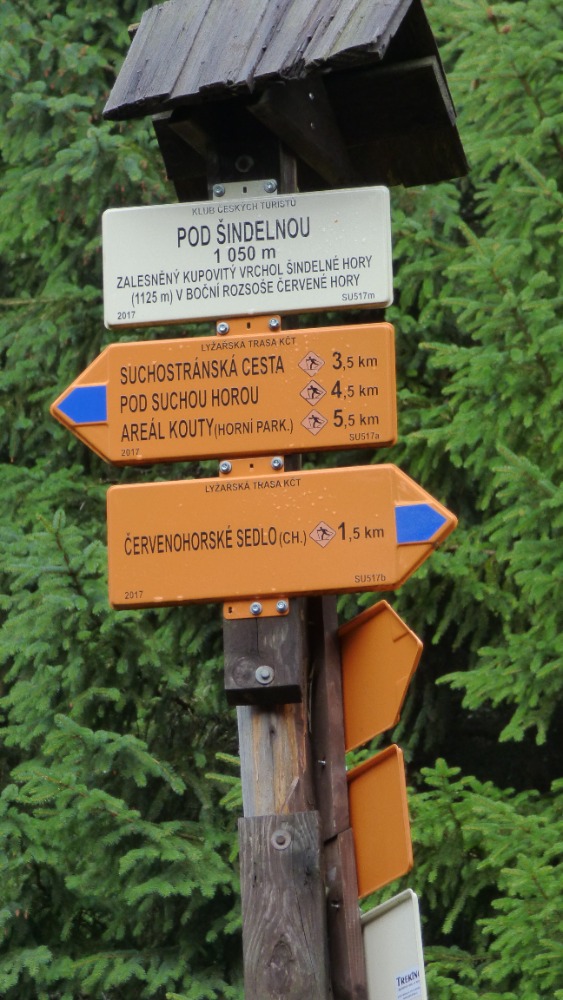 KLUB ČESKÝCH TURISTŮ
POD ŠINDELNOU
1 050 m
ZALESNĚNÝ KUPOVITÝ VRCHOL ŠINDELNÉ HORY
(1125 m) V BOČNÍ ROZSOŠE ČERVENÉ HORY
2017 SU517m
LYŽAŘSKÁ TRASA KČT
SUCHOSTRÁNSKÁ CESTA 3,5 km
POD SUCHOU HOROU 4,5 km
AREÁL KOUTY (HORNÍ PARK.) 5,5 km
2017 SU517a
LYŽAŘSKÁ TRASA KČT
ČERVENOHORSKÉ SEDLO (CH.) 1,5 km
2017 SU517b